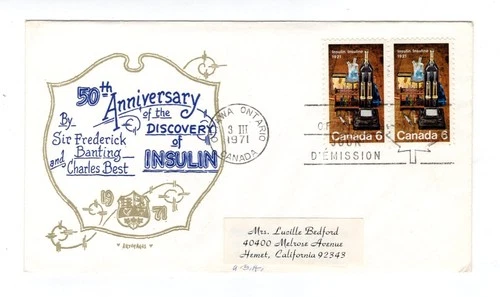 50th
Anniversary
of the
DISCOVERY
of
INSULIN
By
Sir Frederick
Banting
and Charles Best
19 71
OTTAWA ONTARIO
3 III
1971
CANADA
Insulin Insuline
1921
Canada 6
Insulin Insuline
1921
Canada 6
JOUR
D'ÉMISSION
Mrs. Lucille Bedford
40400 Melrose Avenue
Hemet, California 92343